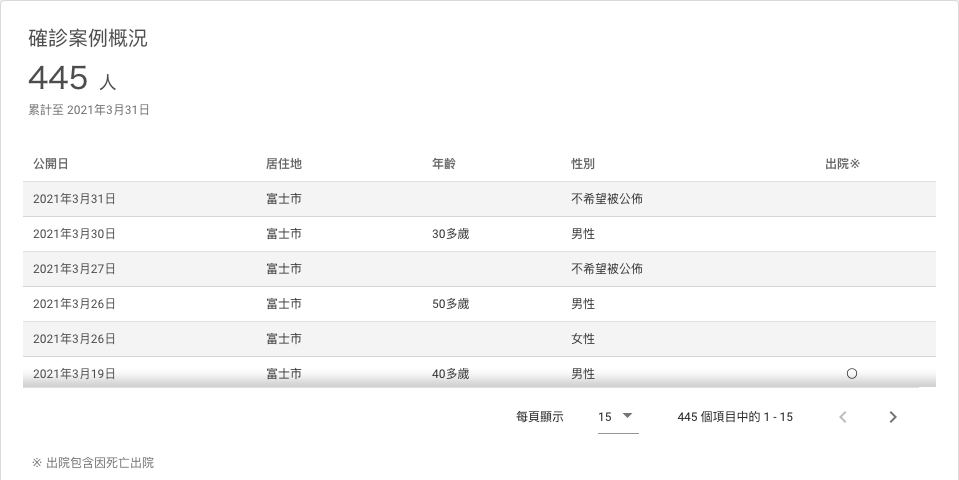 確診案例概況
445 人
累計至 2021年3月31日
公開日 居住地 年齡 性別 出院※
2021年3月31日 富士市 不希望被公佈
2021年3月30日 富士市 30多歲 男性
2021年3月27日 富士市 不希望被公佈
2021年3月26日 富士市 50多歲 男性
2021年3月26日 富士市 女性
2021年3月19日 富士市 40多歲 男性 〇
每頁顯示 15 445 個項目中的 1 - 15
※ 出院包含因死亡出院